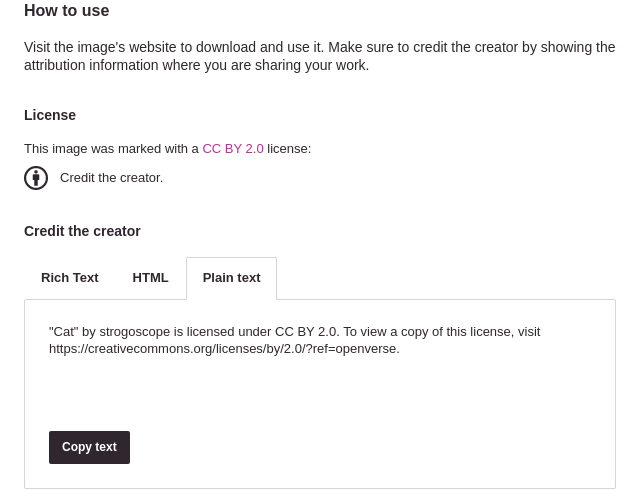 How to use
Visit the image's website to download and use it. Make sure to credit the creator by showing the
attribution information where you are sharing your work.
License
This image was marked with a CC BY 2.0 license:
Credit the creator.
Credit the creator
Rich Text HTML Plain text
"Cat" by strogoscope is licensed under CC BY 2.0. To view a copy of this license, visit
https://creativecommons.org/licenses/by/2.0/?ref=openverse.
Copy text